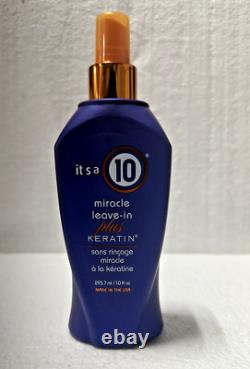 it's a 10®
miracle
leave-in
plus
KERATIN®
sans rinçage
miracle
à la kératine
295.7 ml/10 fl oz
MADE IN THE USA
eBay